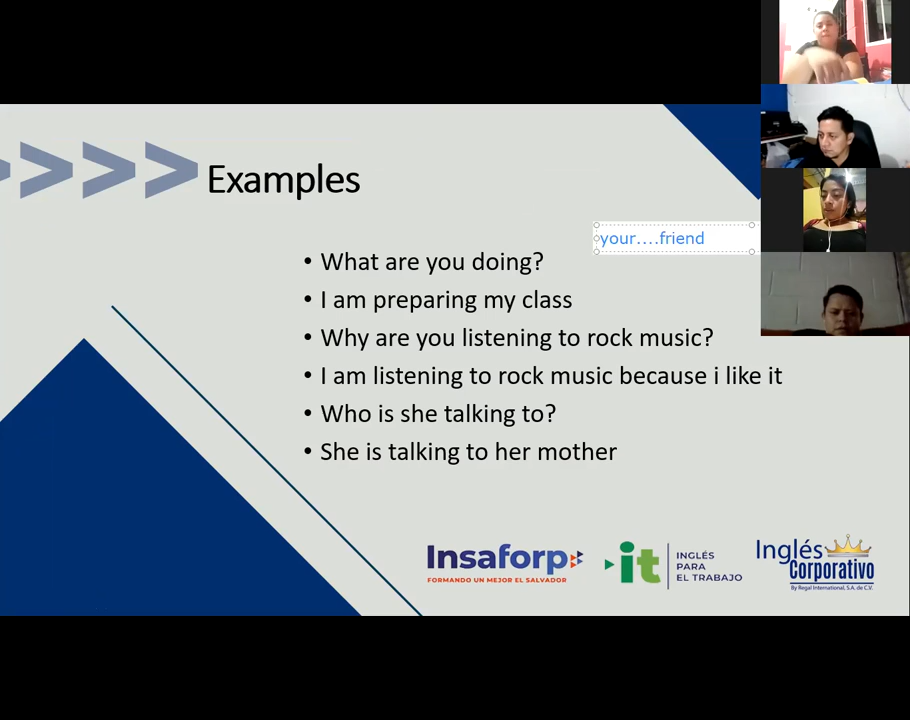 Examples
your....friend
• What are you doing?
• I am preparing my class
• Why are you listening to rock music?
• I am listening to rock music because i like it
• Who is she talking to?
• She is talking to her mother
Insaforp
FORMANDO UN MEJOR EL SALVADOR
it
INGLÉS
PARA
EL TRABAJO
Inglés
Corporativo
By Regal International, S.A. de C.V.